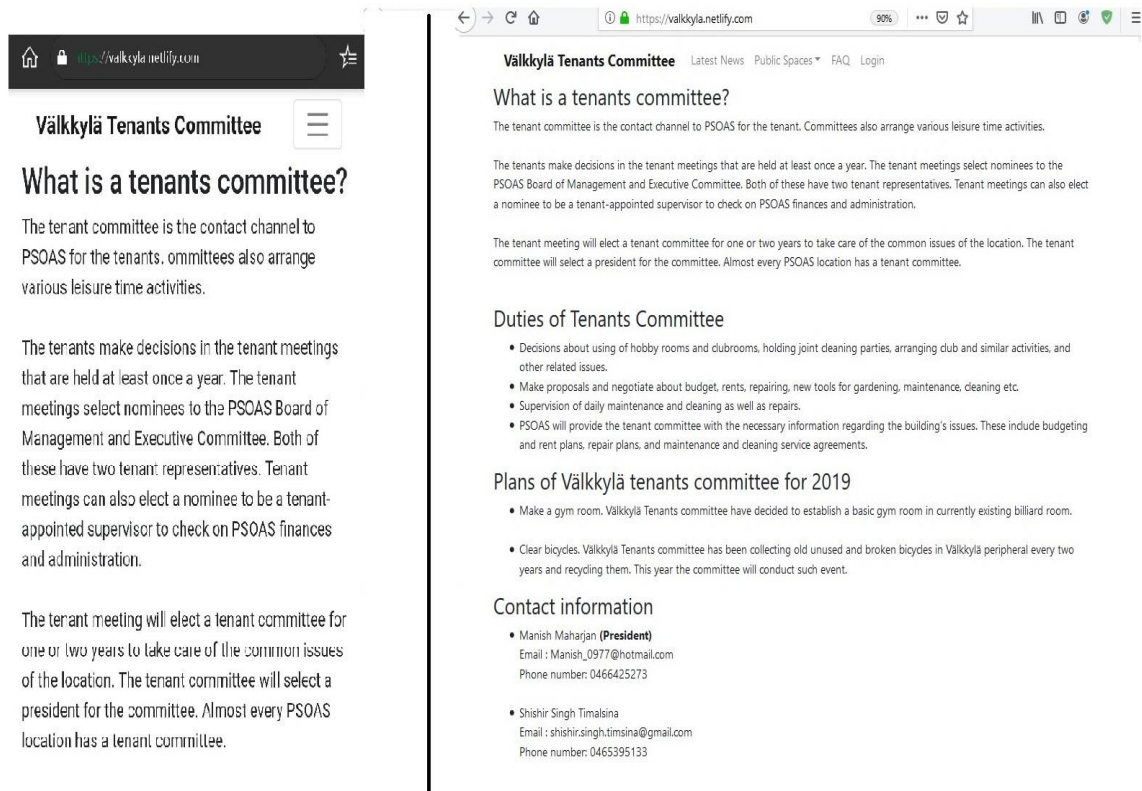 https://valkkyla.netlify.com
Välkkylä Tenants Committee
What is a tenants committee?
The tenant committee is the contact channel to
PSOAS for the tenants. ommittees also arrange
various leisure time activities.
The tenants make decisions in the tenant meetings
that are held at least once a year. The tenant
meetings select nominees to the PSOAS Board of
Management and Executive Committee. Both of
these have two tenant representatives. Tenant
meetings can also elect a nominee to be a tenant-
appointed supervisor to check on PSOAS finances
and administration.
The tenant meeting will elect a tenant committee for
one or two years to take care of the common issues
of the location. The tenant committee will select a
president for the committee. Almost every PSOAS
location has a tenant committee.
https://valkkyla.netlify.com 90%
Välkkylä Tenants Committee Latest News Public Spaces FAQ Login
What is a tenants committee?
The tenant committee is the contact channel to PSOAS for the tenant. Committees also arrange various leisure time activities.
The tenants make decisions in the tenant meetings that are held at least once a year. The tenant meetings select nominees to the
PSOAS Board of Management and Executive Committee. Both of these have two tenant representatives. Tenant meetings can also elect
a nominee to be a tenant-appointed supervisor to check on PSOAS finances and administration.
The tenant meeting will elect a tenant committee for one or two years to take care of the common issues of the location. The tenant
committee will select a president for the committee. Almost every PSOAS location has a tenant committee.
Duties of Tenants Committee
• Decisions about using of hobby rooms and clubrooms, holding joint cleaning parties, arranging club and similar activities, and
other related issues.
• Make proposals and negotiate about budget, rents, repairing, new tools for gardening, maintenance, cleaning etc.
• Supervision of daily maintenance and cleaning as well as repairs.
• PSOAS will provide the tenant committee with the necessary information regarding the building's issues. These include budgeting
and rent plans, repair plans, and maintenance and cleaning service agreements.
Plans of Välkkylä tenants committee for 2019
• Make a gym room. Välkkylä Tenants committee have decided to establish a basic gym room in currently existing billiard room.
• Clear bicycles. Välkkylä Tenants committee has been collecting old unused and broken bicycles in Välkkylä peripheral every two
years and recycling them. This year the committee will conduct such event.
Contact information
• Manish Maharjan (President)
Email : Manish_0977@hotmail.com
Phone number: 0466425273
• Shishir Singh Timalsina
Email : shishir.singh.timsina@gmail.com
Phone number: 0465395133